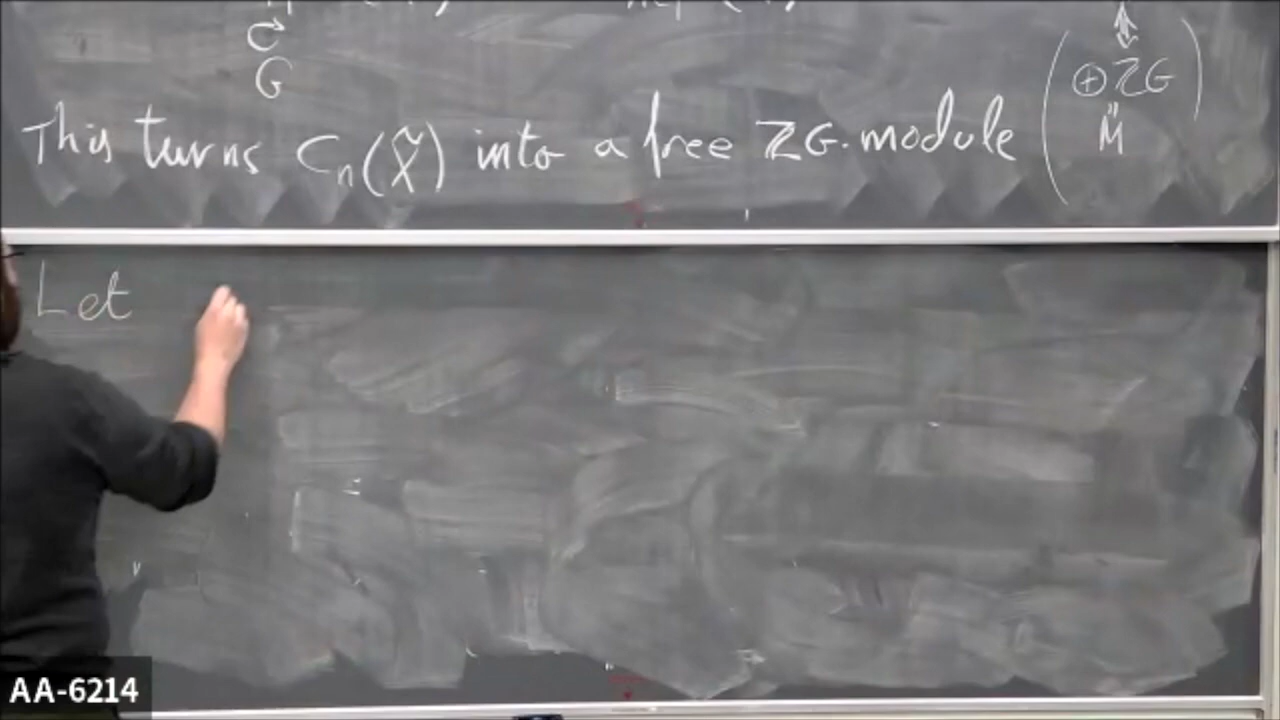 G
⊕ ℤG
This turns Cₙ(X̃) into a free ℤG-module
M
Let
AA-6214